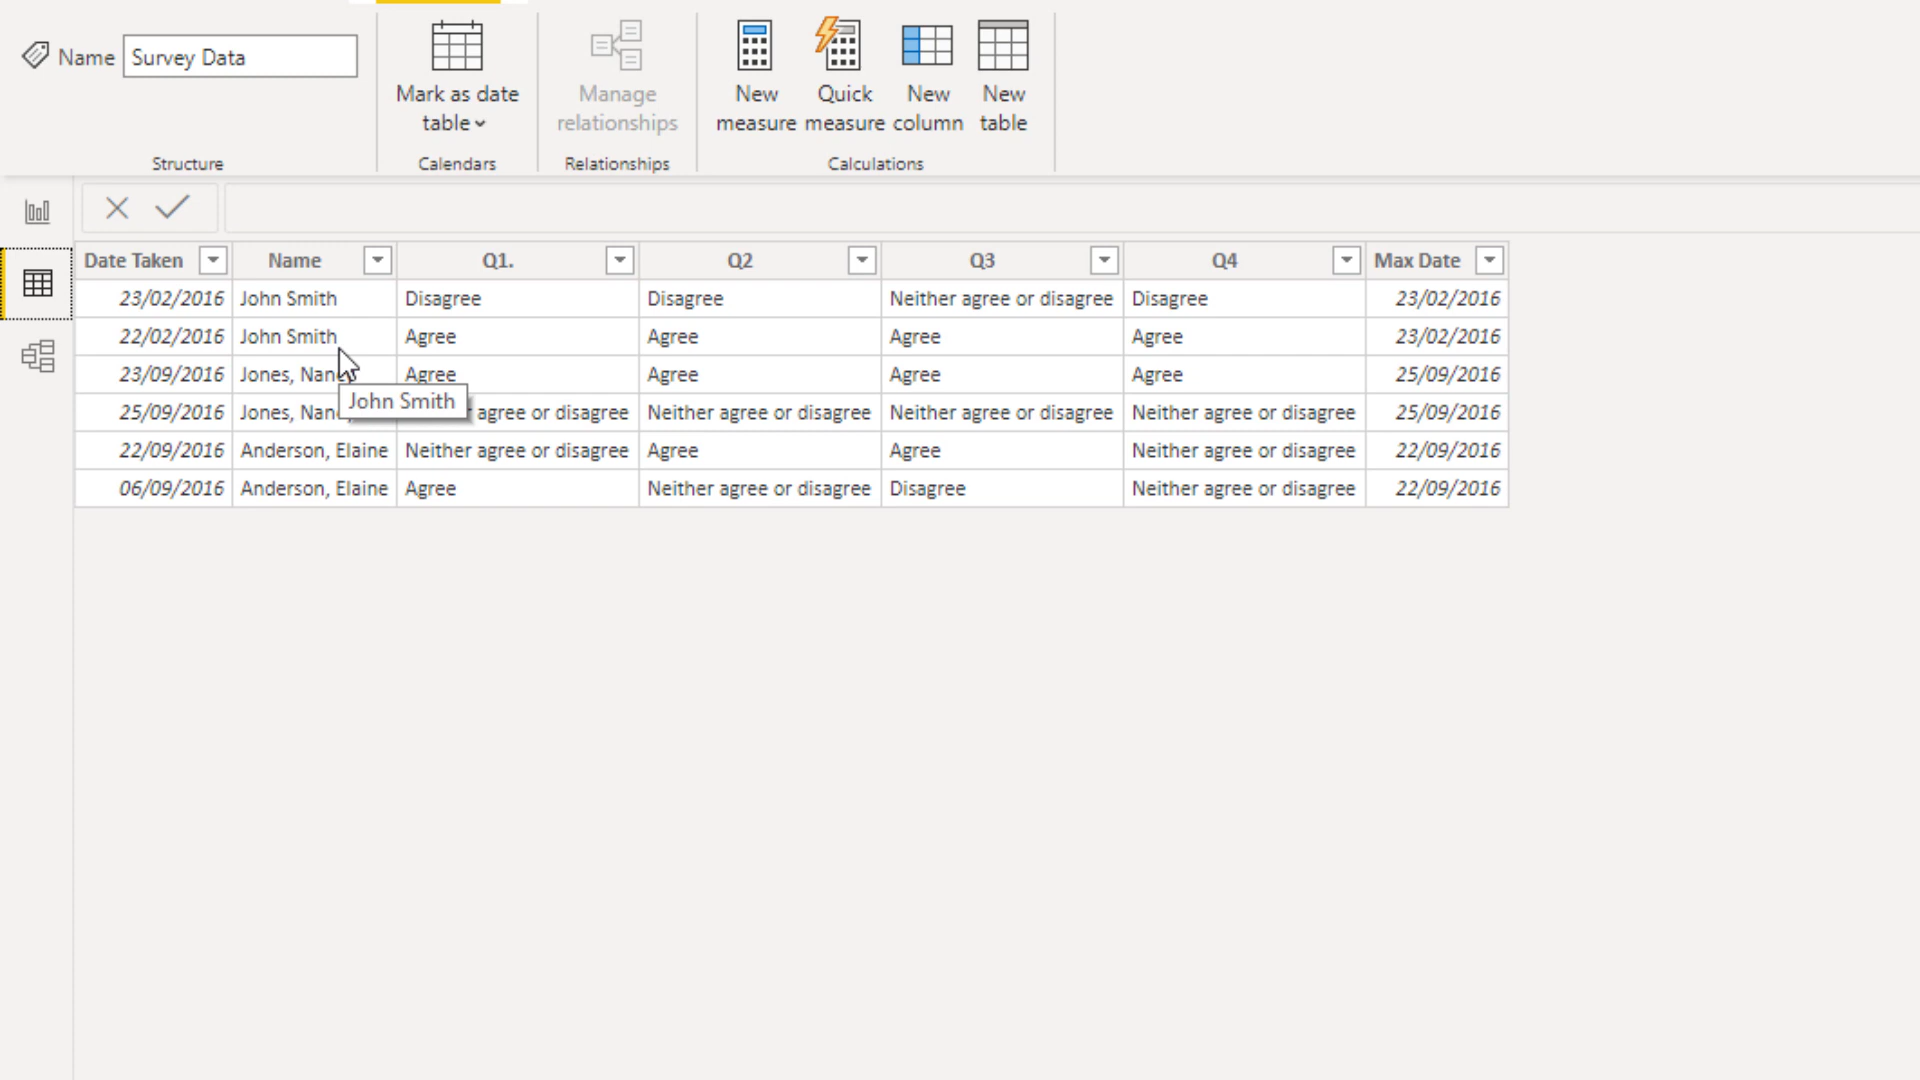 Name Survey Data
Mark as date
table
Manage
relationships
New
measure
Quick
measure
New
column
New
table
Structure
Calendars
Relationships
Calculations
Date Taken Name Q1. Q2 Q3 Q4 Max Date
23/02/2016 John Smith Disagree Disagree Neither agree or disagree Disagree 23/02/2016
22/02/2016 John Smith Agree Agree Agree Agree 23/02/2016
23/09/2016 Jones, Agree Agree Agree Agree 25/09/2016
John Smith
25/09/2016 Jones, agree or disagree Neither agree or disagree Neither agree or disagree Neither agree or disagree 25/09/2016
22/09/2016 Anderson, Elaine Neither agree or disagree Agree Agree Neither agree or disagree 22/09/2016
06/09/2016 Anderson, Elaine Agree Neither agree or disagree Disagree Neither agree or disagree 22/09/2016